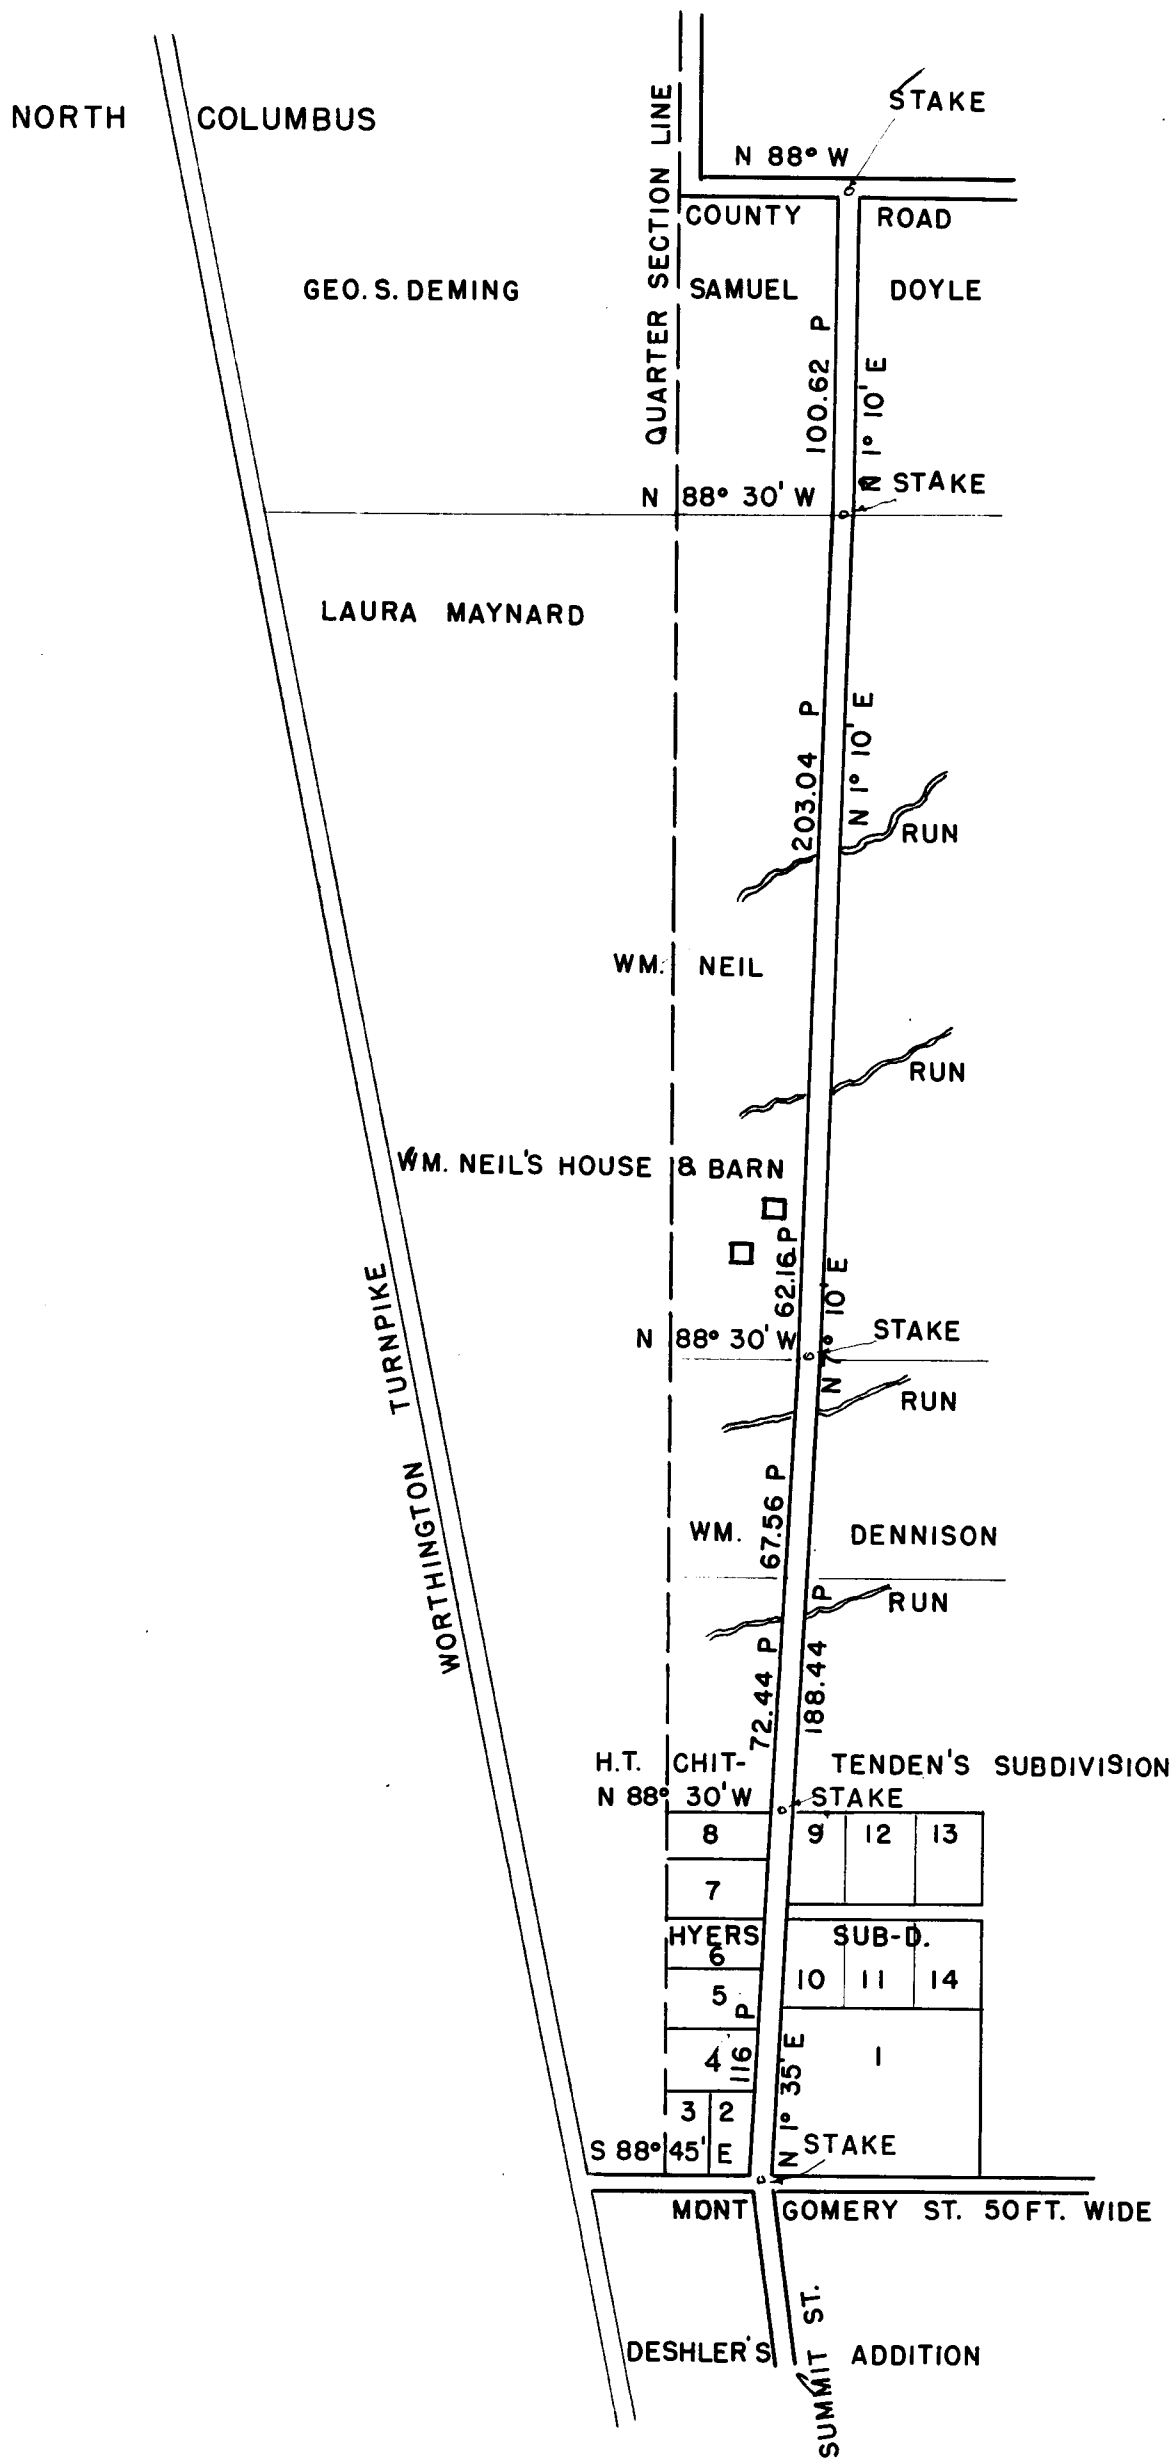 STAKE
NORTH COLUMBUS
N 88° W
QUARTER SECTION LINE
COUNTY ROAD
GEO. S. DEMING
SAMUEL DOYLE
100.62 P
N 1° 10' E
N 88° 30' W
STAKE
LAURA MAYNARD
203.04 P
N 1° 10' E
RUN
WM. NEIL
RUN
WM. NEIL'S HOUSE & BARN
62.16 P
WORTHINGTON TURNPIKE
N 88° 30' W
STAKE
RUN
67.56 P
WM. DENNISON
RUN
72.44 P
188.44 P
H.T. CHIT- TENDEN'S SUBDIVISION
N 88° 30' W
STAKE
8 9 12 13
7
HYERS SUB-D.
6
5 10 11 14
116 P
4 1
N 1° 35' E
3 2
S 88° 45' E
STAKE
MONT GOMERY ST. 50 FT. WIDE
DESHLER'S ADDITION
SUMMIT ST.